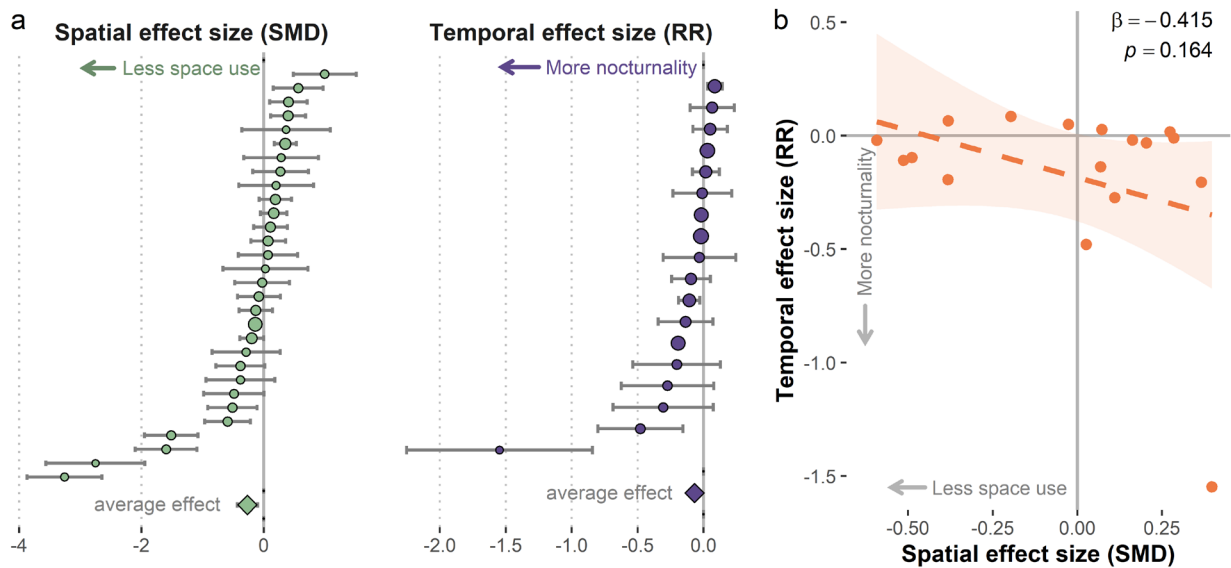 a
Spatial effect size (SMD)
Less space use
average effect
-4
-2
0
Temporal effect size (RR)
More nocturnality
average effect
-2.0
-1.5
-1.0
-0.5
0.0
b
β = − 0.415
p = 0.164
Temporal effect size (RR)
0.5
0.0
-0.5
-1.0
-1.5
More nocturnality
Less space use
-0.50
-0.25
0.00
0.25
Spatial effect size (SMD)